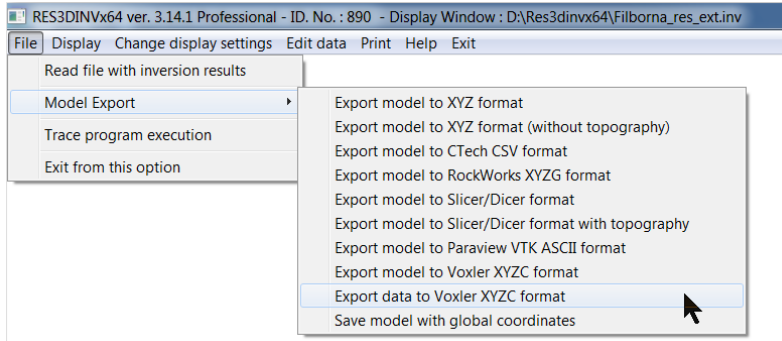 RES3DINVx64 ver. 3.14.1 Professional - ID. No. : 890 - Display Window : D:\Res3dinvx64\Filborna_res_ext.inv
File Display Change display settings Edit data Print Help Exit
Read file with inversion results
Model Export
Trace program execution
Exit from this option
Export model to XYZ format
Export model to XYZ format (without topography)
Export model to CTech CSV format
Export model to RockWorks XYZG format
Export model to Slicer/Dicer format
Export model to Slicer/Dicer format with topography
Export model to Paraview VTK ASCII format
Export model to Voxler XYZC format
Export data to Voxler XYZC format
Save model with global coordinates